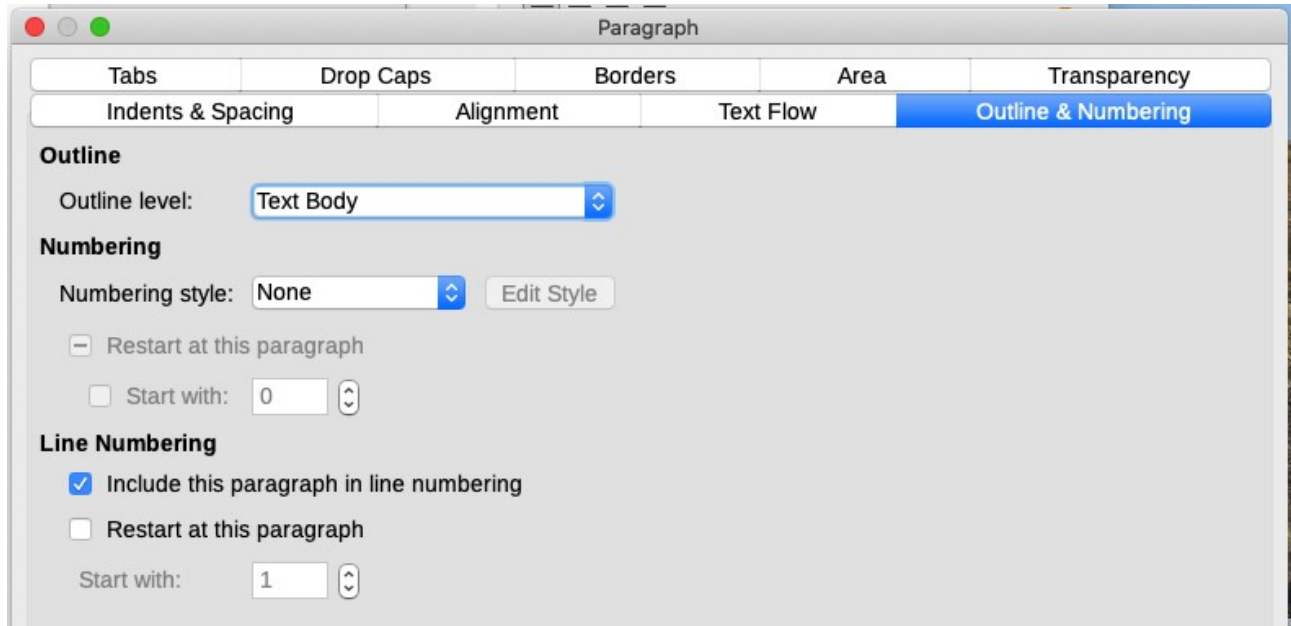 Paragraph
Tabs Drop Caps Borders Area Transparency
Indents & Spacing Alignment Text Flow Outline & Numbering
Outline
Outline level: Text Body
Numbering
Numbering style: None Edit Style
Restart at this paragraph
Start with: 0
Line Numbering
Include this paragraph in line numbering
Restart at this paragraph
Start with: 1